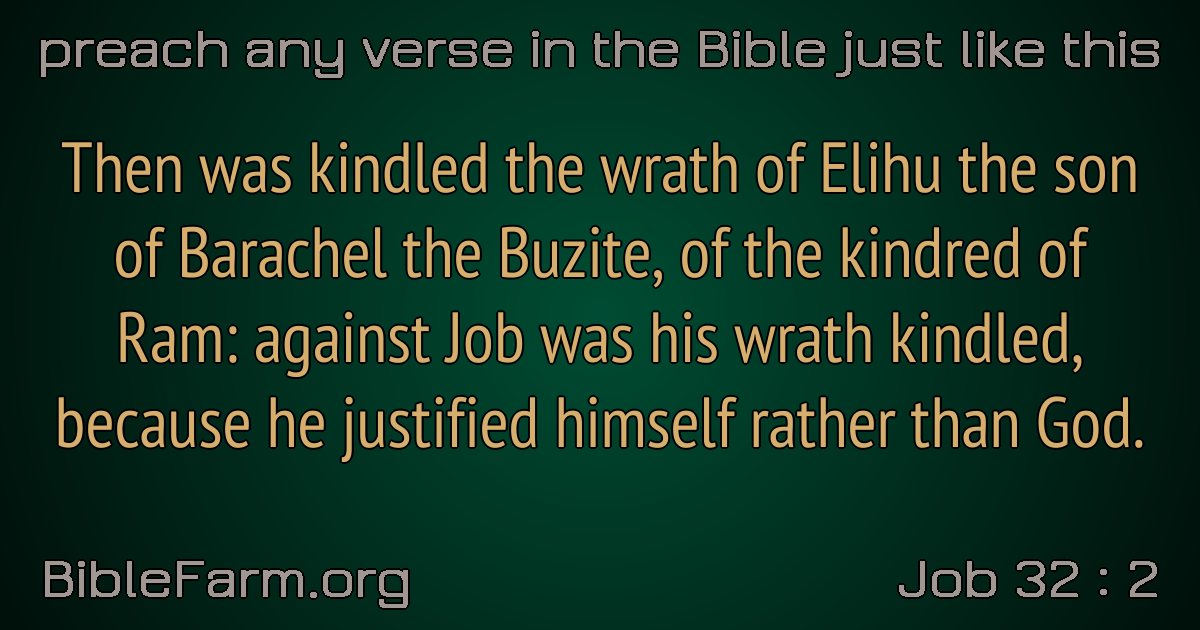 preach any verse in the Bible just like this
Then was kindled the wrath of Elihu the son
of Barachel the Buzite, of the kindred of
Ram: against Job was his wrath kindled,
because he justified himself rather than God.
BibleFarm.org
Job 32 : 2